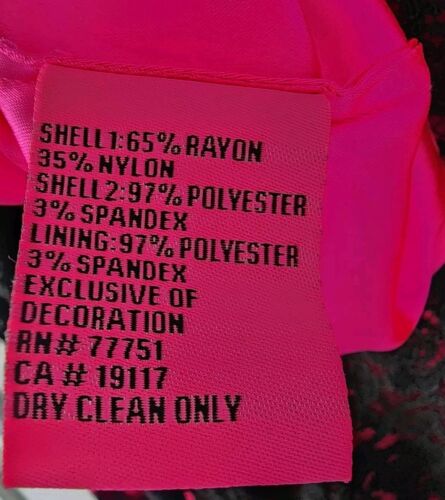 SHELL1:65% RAYON
35% NYLON
SHELL2:97% POLYESTER
3% SPANDEX
LINING:97% POLYESTER
3% SPANDEX
EXCLUSIVE OF
DECORATION
RN# 77751
CA # 19117
DRY CLEAN ONLY